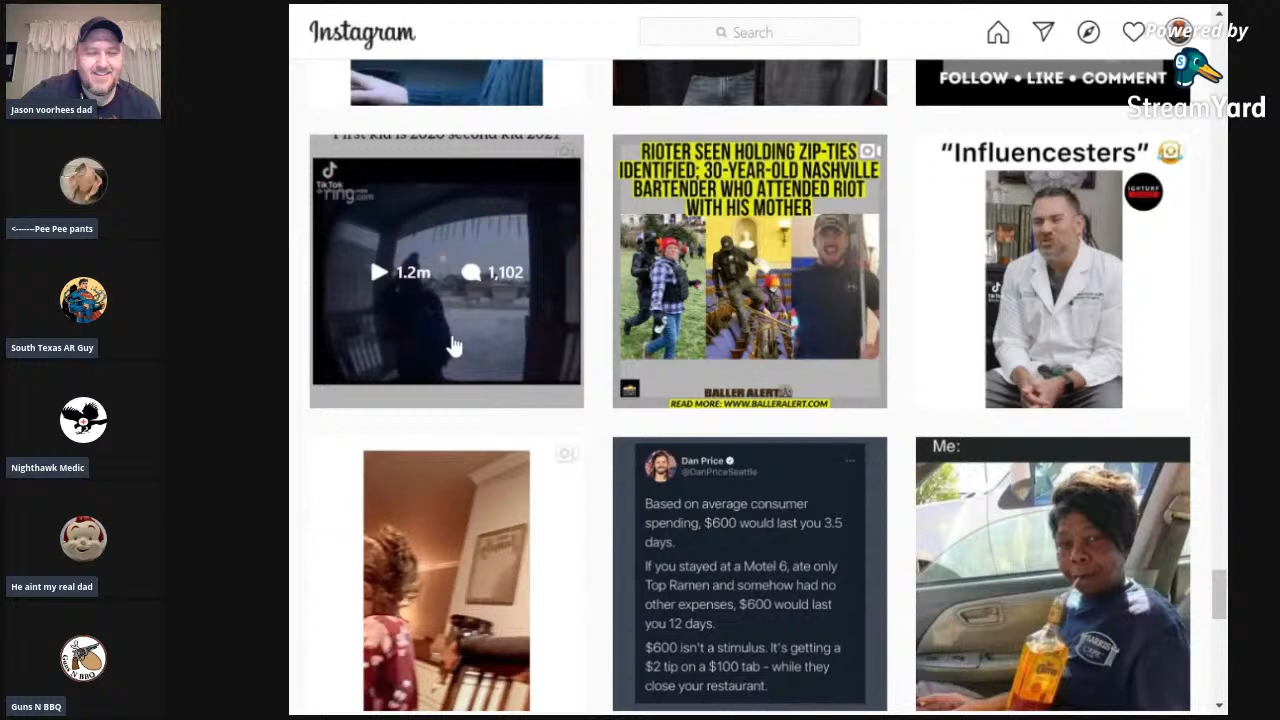 Jason voorhees dad
<------Pee Pee pants
South Texas AR Guy
Nighthawk Medic
He aint my real dad
Guns N BBQ
Instagram
Search
Powered by
StreamYard
FOLLOW • LIKE • COMMENT
First kid is 2020 second kid 2021
TikTok
ring.com
1.2m
1,102
RIOTER SEEN HOLDING ZIP-TIES
IDENTIFIED; 30-YEAR-OLD NASHVILLE
BARTENDER WHO ATTENDED RIOT
WITH HIS MOTHER
BALLER ALERT
READ MORE: WWW.BALLERALERT.COM
“Influencesters”
Dan Price
@DanPriceSeattle
Based on average consumer
spending, $600 would last you 3.5
days.
If you stayed at a Motel 6, ate only
Top Ramen and somehow had no
other expenses, $600 would last
you 12 days.
$600 isn't a stimulus. It's getting a
$2 tip on a $100 tab - while they
close your restaurant.
Me: